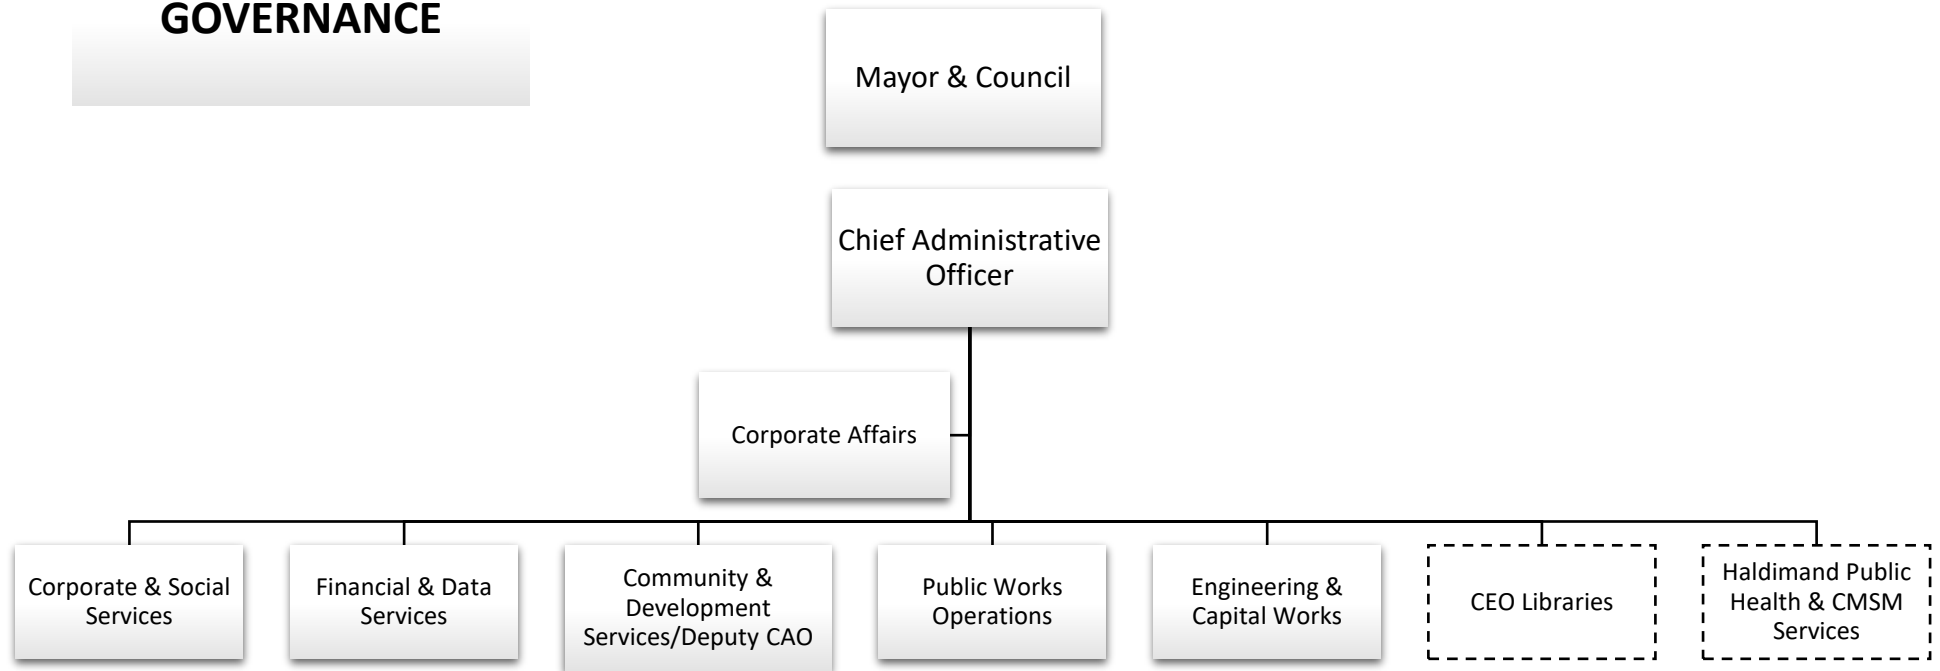 GOVERNANCE
Mayor & Council
Chief Administrative
Officer
Corporate Affairs
Corporate & Social
Services
Financial & Data
Services
Community &
Development
Services/Deputy CAO
Public Works
Operations
Engineering &
Capital Works
CEO Libraries
Haldimand Public
Health & CMSM
Services